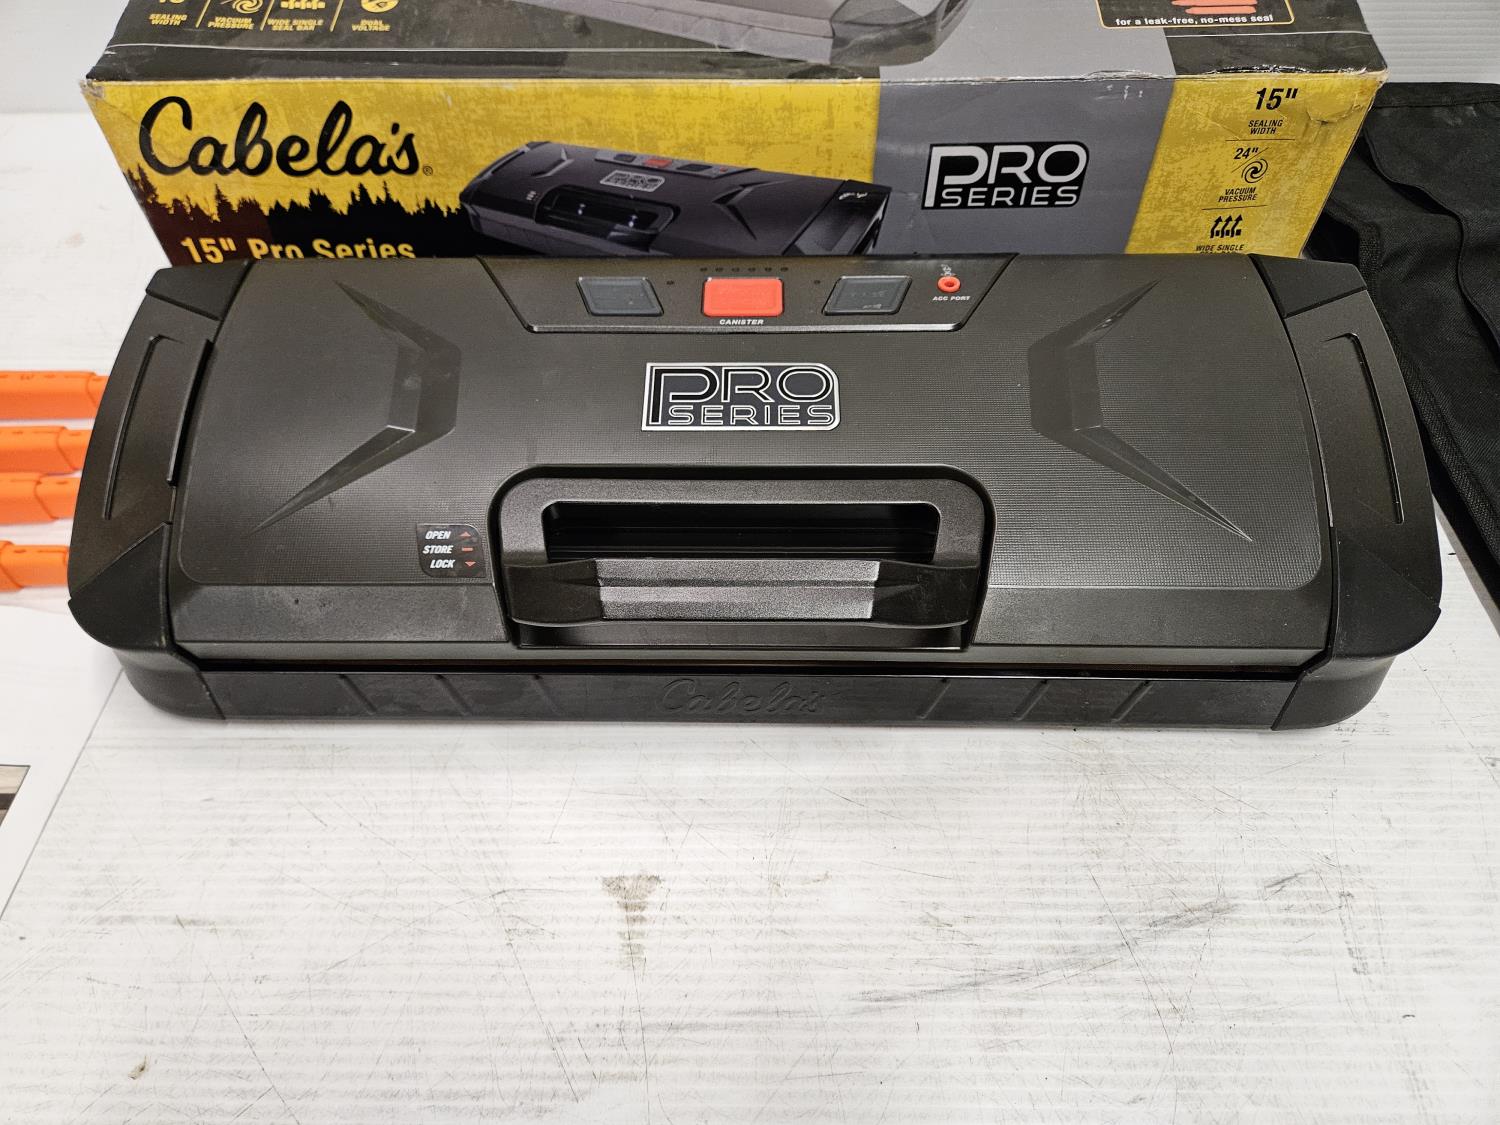 SEALING
WIDTH
VACUUM
PRESSURE
WIDE SINGLE
SEAL BAR
DUAL
VOLTAGE
for a leak-free, no-mess seal
Cabela's®
15" Pro Series
PRO
SERIES
15"
SEALING
WIDTH
24"
VACUUM
PRESSURE
WIDE SINGLE
CANISTER
ACC PORT
PRO
SERIES
OPEN
STORE
LOCK
Cabela's